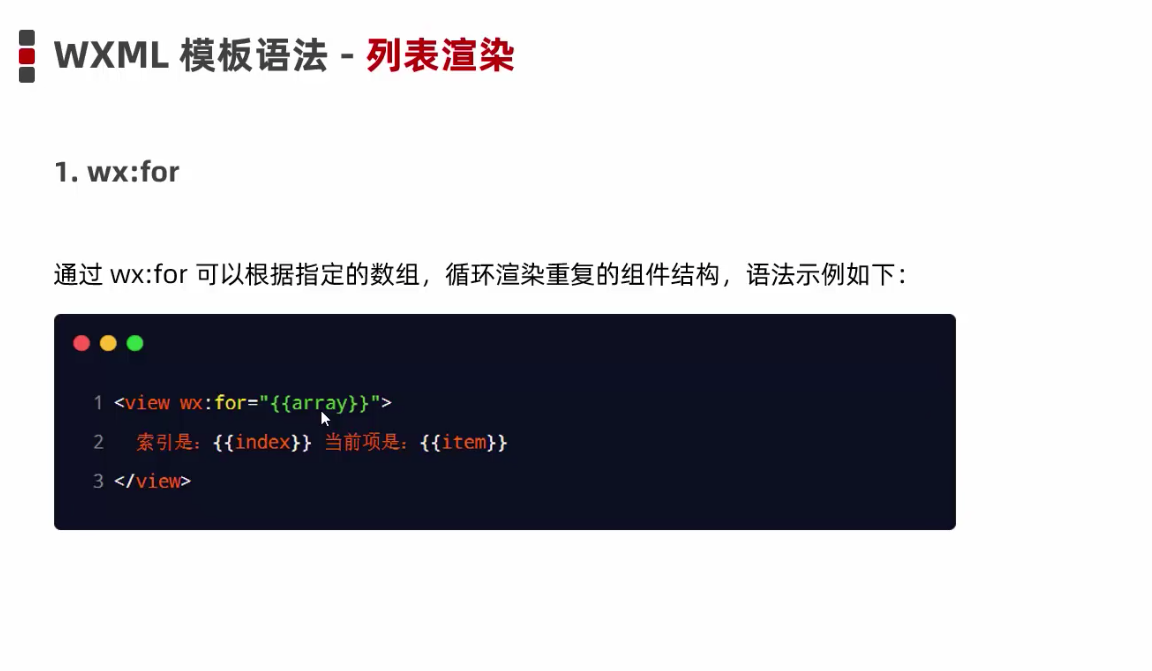 WXML 模板语法 - 列表渲染
1. wx:for
通过 wx:for 可以根据指定的数组，循环渲染重复的组件结构，语法示例如下：
1 <view wx:for="{{array}}">
2 索引是：{{index}} 当前项是：{{item}}
3 </view>